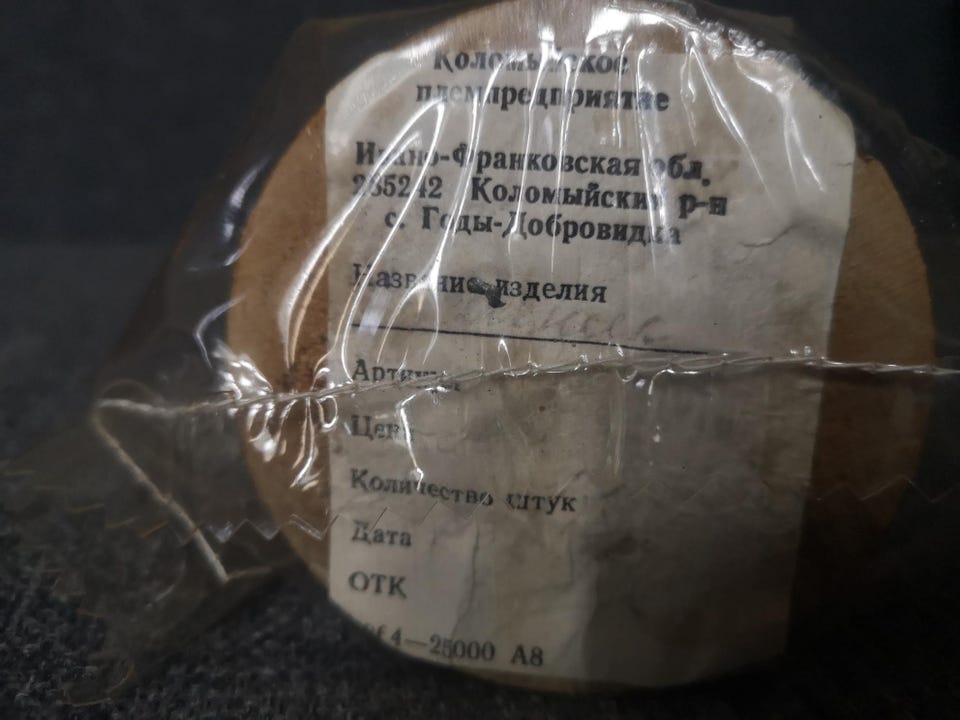 Коломыйское
племпредприятие
Ивано-Франковская обл.
285242 Коломыйский р-н
с. Годы-Добровидка
Название изделия
Артикул
Цена
Количество штук
Дата
ОТК
4—25000 А8